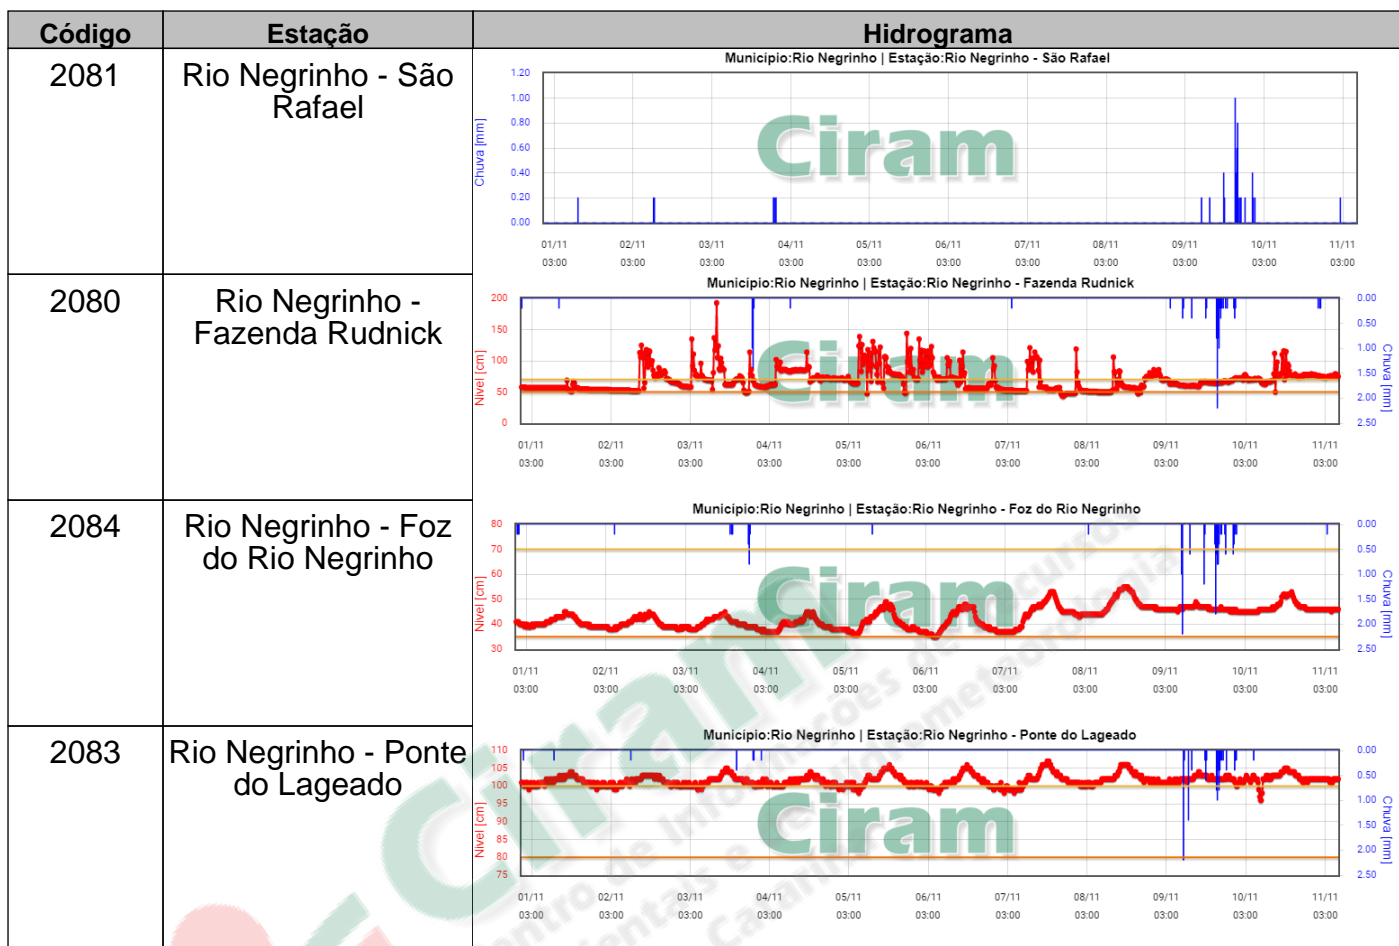 Código Estação Hidrograma
2081
Rio Negrinho - São
Rafael
Município:Rio Negrinho | Estação:Rio Negrinho - São Rafael
1.20
1.00
0.80
0.60
0.40
0.20
0.00
Chuva [mm]
Ciram
01/11 02/11 03/11 04/11 05/11 06/11 07/11 08/11 09/11 10/11 11/11
03:00 03:00 03:00 03:00 03:00 03:00 03:00 03:00 03:00 03:00 03:00
2080
Rio Negrinho -
Fazenda Rudnick
Município:Rio Negrinho | Estação:Rio Negrinho - Fazenda Rudnick
200
150
100
50
0
Nível [cm]
Ciram
0.00
0.50
1.00
1.50
2.00
2.50
Chuva [mm]
01/11 02/11 03/11 04/11 05/11 06/11 07/11 08/11 09/11 10/11 11/11
03:00 03:00 03:00 03:00 03:00 03:00 03:00 03:00 03:00 03:00 03:00
2084
Rio Negrinho - Foz
do Rio Negrinho
Município:Rio Negrinho | Estação:Rio Negrinho - Foz do Rio Negrinho
80
70
60
50
40
30
Nível [cm]
Ciram
0.00
0.50
1.00
1.50
2.00
2.50
Chuva [mm]
01/11 02/11 03/11 04/11 05/11 06/11 07/11 08/11 09/11 10/11 11/11
03:00 03:00 03:00 03:00 03:00 03:00 03:00 03:00 03:00 03:00 03:00
2083
Rio Negrinho - Ponte
do Lageado
Município:Rio Negrinho | Estação:Rio Negrinho - Ponte do Lageado
110
105
100
95
90
85
80
75
Nível [cm]
Ciram
0.00
0.50
1.00
1.50
2.00
2.50
Chuva [mm]
01/11 02/11 03/11 04/11 05/11 06/11 07/11 08/11 09/11 10/11 11/11
03:00 03:00 03:00 03:00 03:00 03:00 03:00 03:00 03:00 03:00 03:00
Ciram